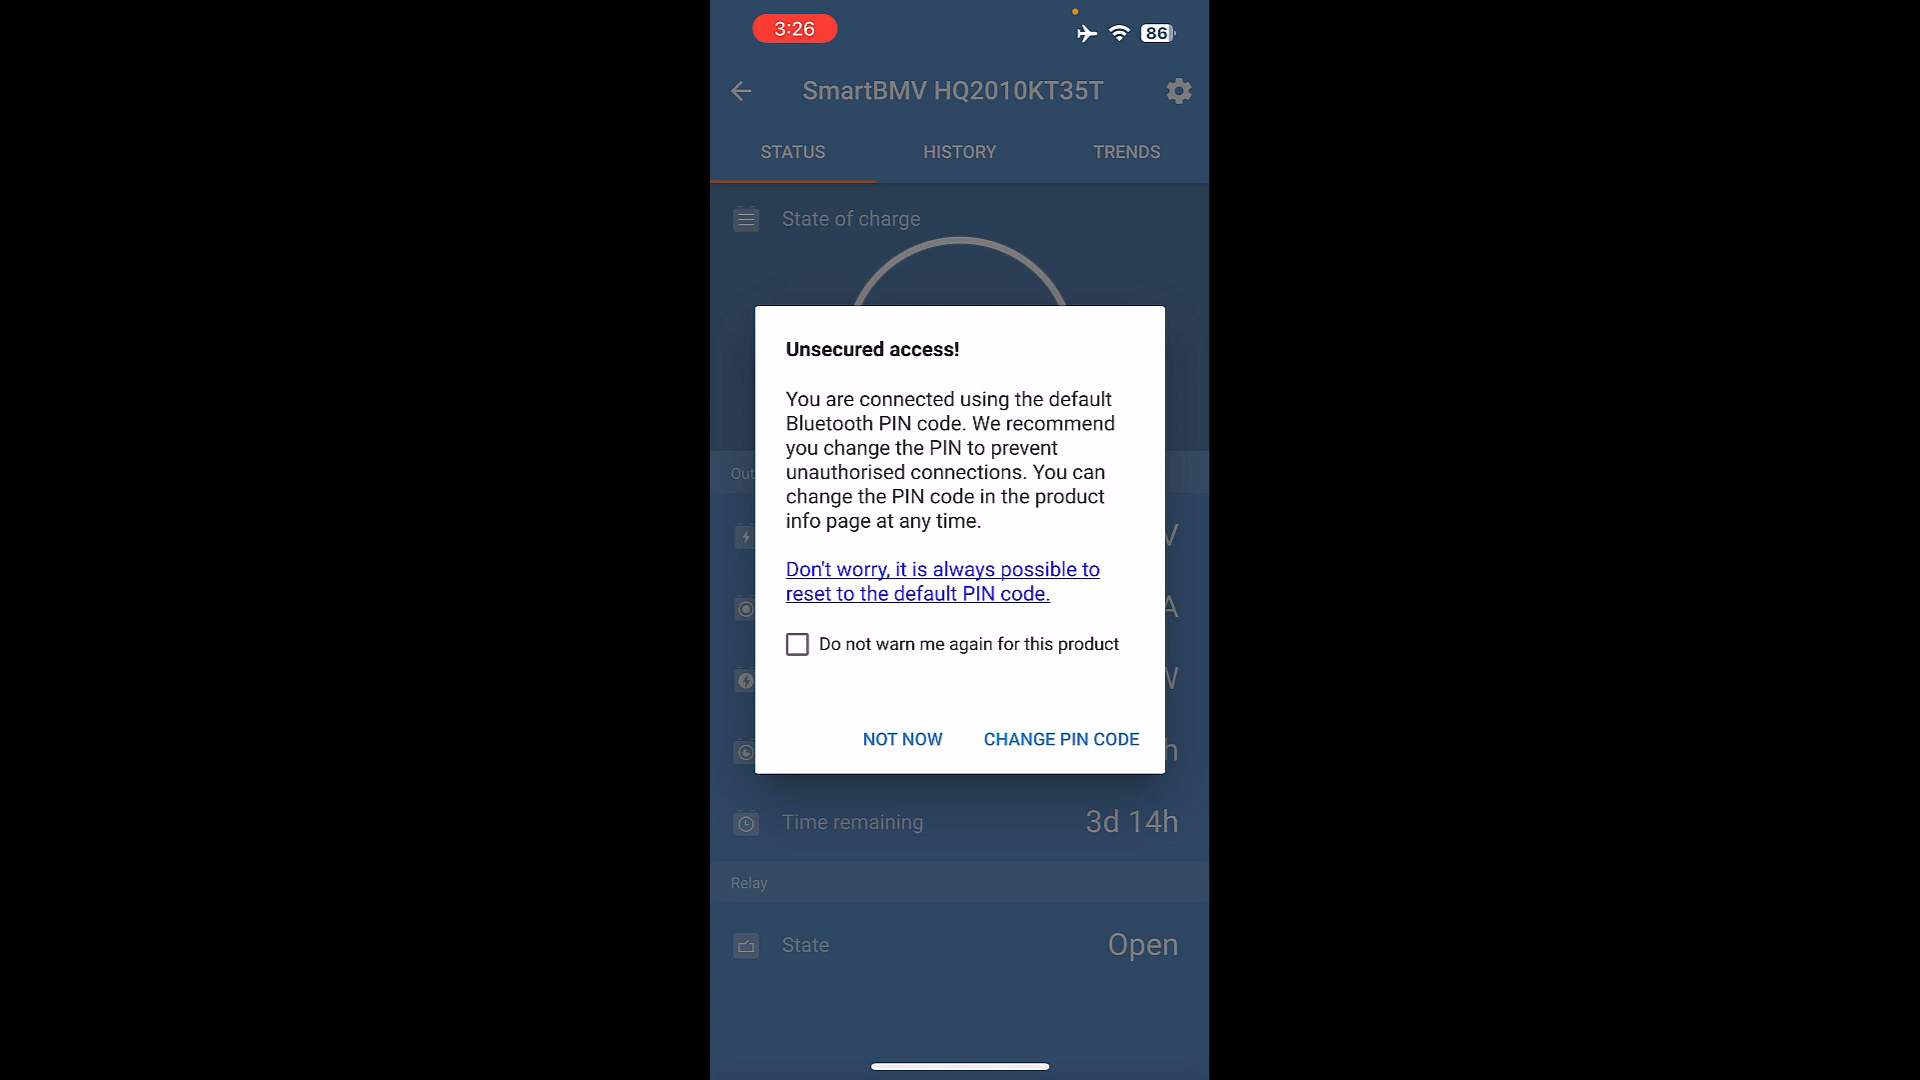 3:26
86
SmartBMV HQ2010KT35T
STATUS HISTORY TRENDS
State of charge
Unsecured access!
You are connected using the default
Bluetooth PIN code. We recommend
you change the PIN to prevent
unauthorised connections. You can
change the PIN code in the product
info page at any time.
Don't worry, it is always possible to
reset to the default PIN code.
Do not warn me again for this product
NOT NOW CHANGE PIN CODE
Out
V
A
W
h
Time remaining 3d 14h
Relay
State Open